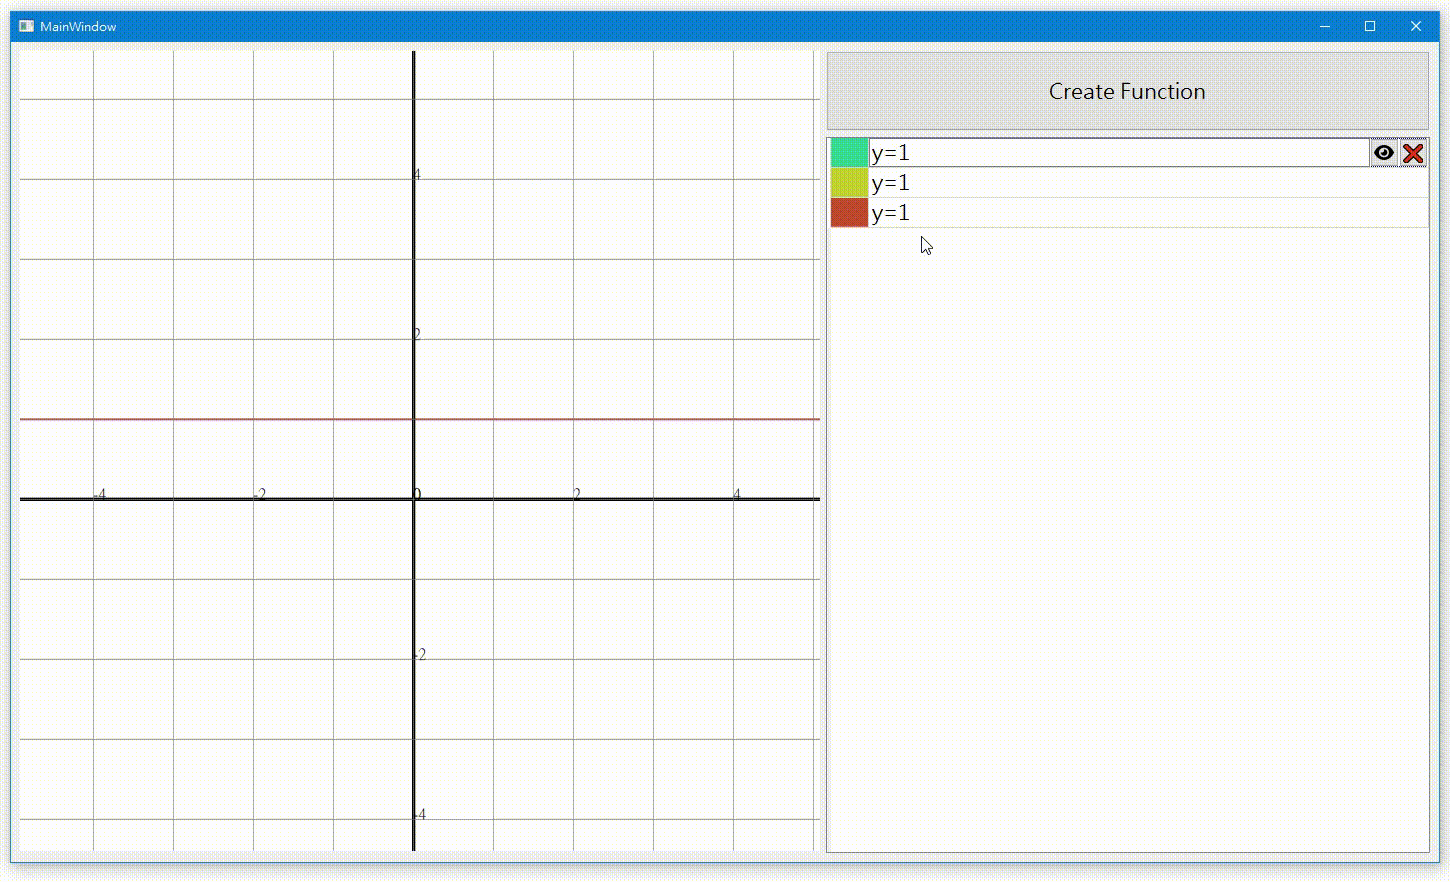 MainWindow
Create Function
y=1
y=1
y=1
4
2
-4 -2 0 2 4
-2
-4